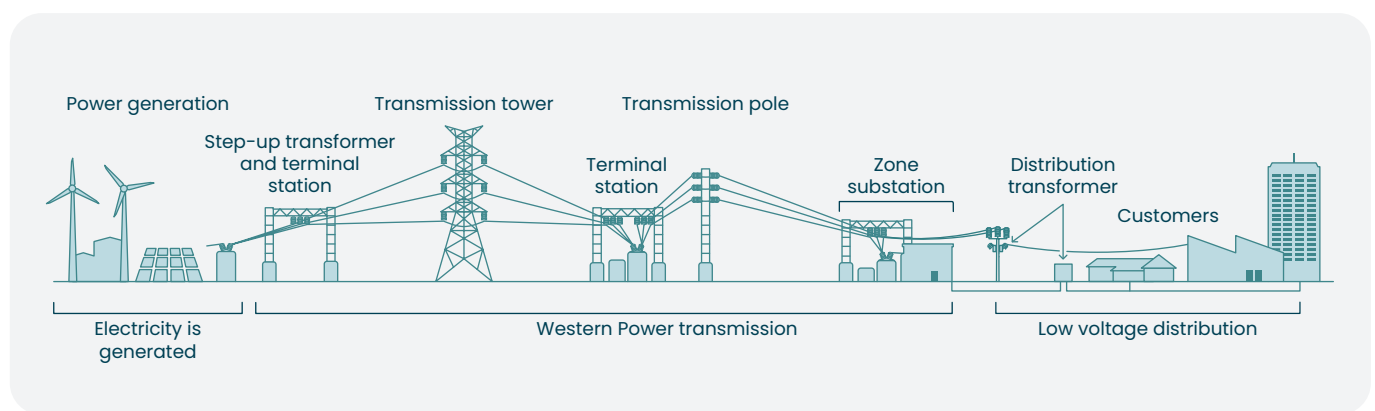 Power generation
Step-up transformer
and terminal
station
Transmission tower
Terminal
station
Transmission pole
Zone
substation
Distribution
transformer
Customers
Electricity is
generated
Western Power transmission
Low voltage distribution